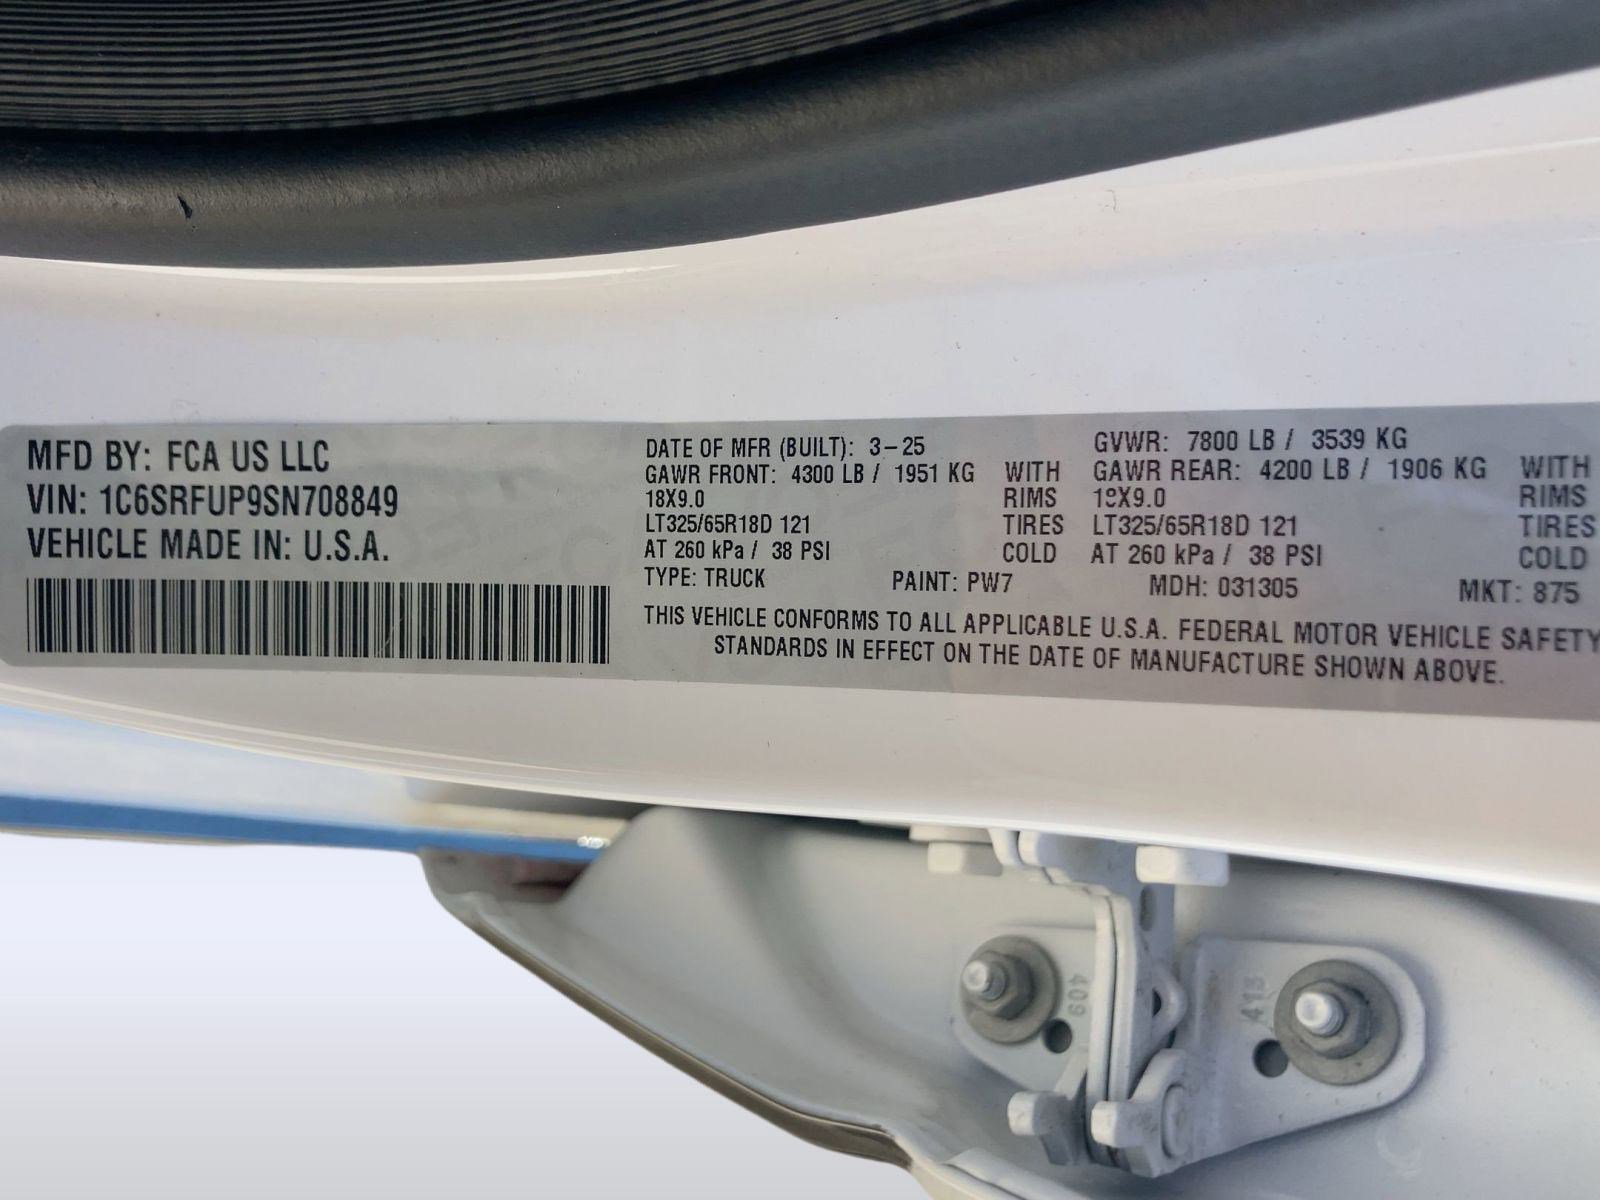 MFD BY: FCA US LLC
VIN: 1C6SRFUP9SN708849
VEHICLE MADE IN: U.S.A.
DATE OF MFR (BUILT): 3-25 GVWR: 7800 LB / 3539 KG
GAWR FRONT: 4300 LB / 1951 KG WITH GAWR REAR: 4200 LB / 1906 KG WITH
18X9.0 RIMS 18X9.0 RIMS
LT325/65R18D 121 TIRES LT325/65R18D 121 TIRES
AT 260 kPa / 38 PSI COLD AT 260 kPa / 38 PSI COLD
TYPE: TRUCK PAINT: PW7 MDH: 031305 MKT: 875
THIS VEHICLE CONFORMS TO ALL APPLICABLE U.S.A. FEDERAL MOTOR VEHICLE SAFETY
STANDARDS IN EFFECT ON THE DATE OF MANUFACTURE SHOWN ABOVE.
409
413